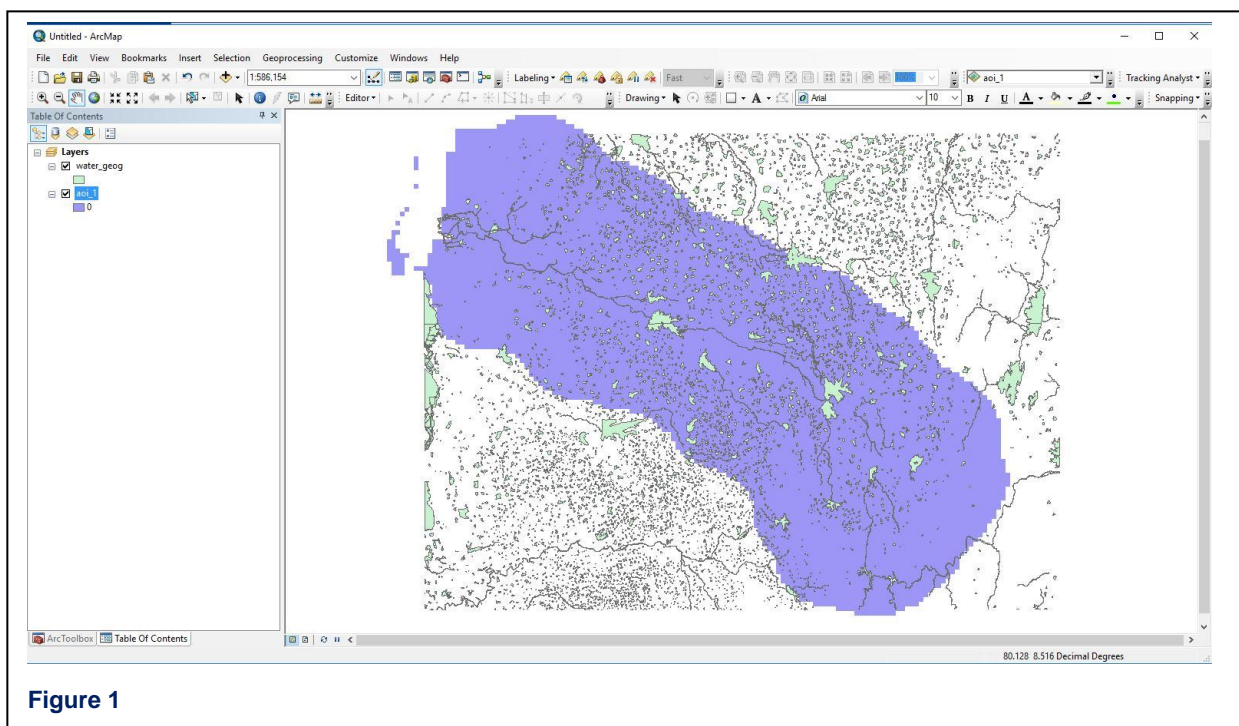 Untitled - ArcMap
File Edit View Bookmarks Insert Selection Geoprocessing Customize Windows Help
1:586,154 Labeling Fast 100% aoi_1 Tracking Analyst
Editor Drawing Arial 10 B I U A Snapping
Table Of Contents
Layers
water_geog
aoi_1
0
ArcToolbox Table Of Contents
80.128 8.516 Decimal Degrees
Figure 1